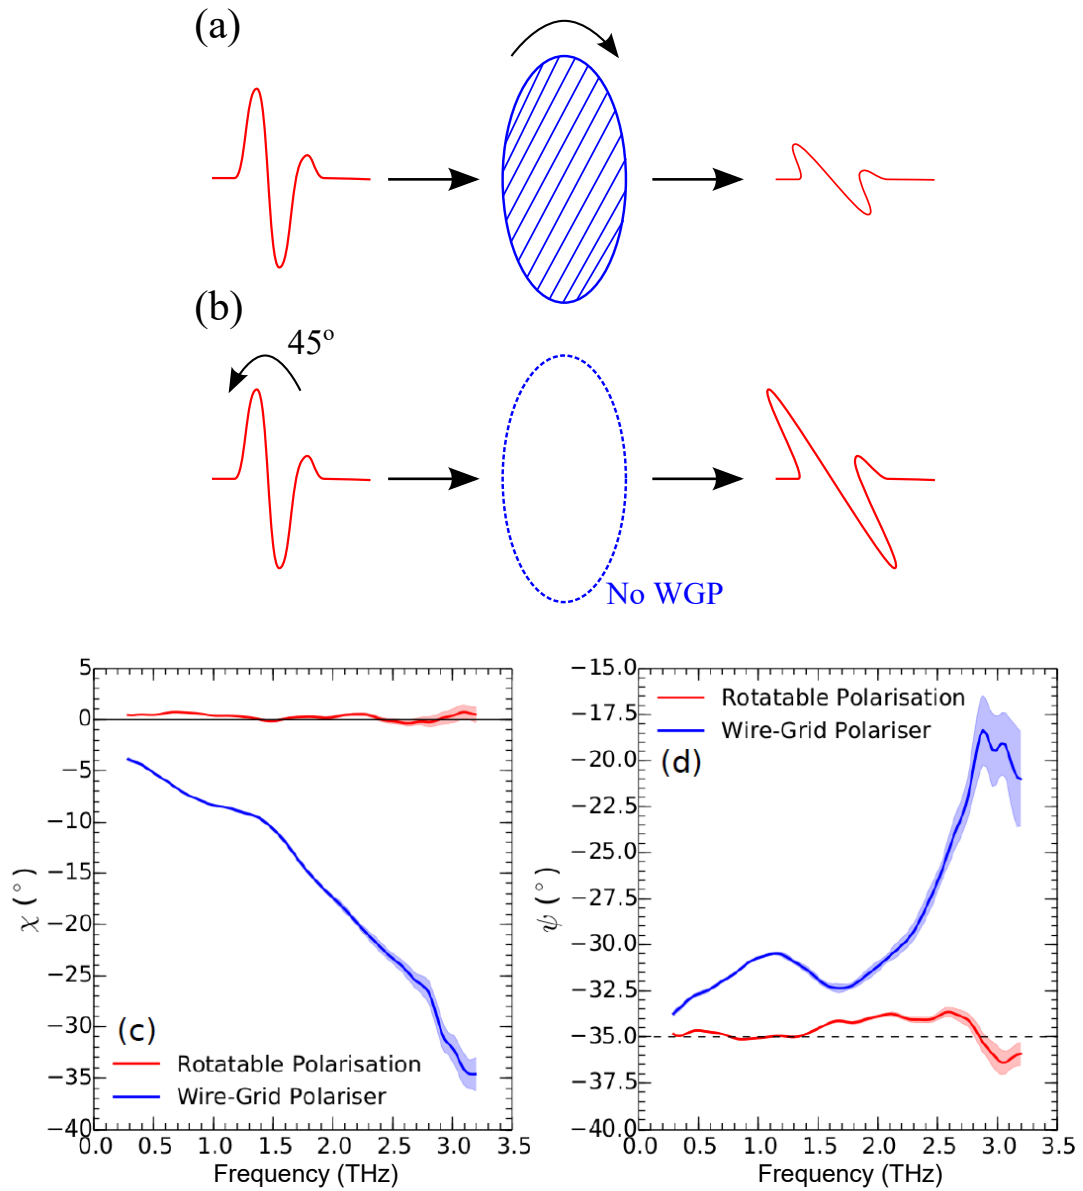 (a)
(b)
45º
No WGP
5
0
−5
−10
−15
−20
−25
−30
−35
−40
0.0 0.5 1.0 1.5 2.0 2.5 3.0 3.5
χ (°)
Frequency (THz)
(c)
Rotatable Polarisation
Wire-Grid Polariser
−15.0
−17.5
−20.0
−22.5
−25.0
−27.5
−30.0
−32.5
−35.0
−37.5
−40.0
0.0 0.5 1.0 1.5 2.0 2.5 3.0 3.5
ψ (°)
Frequency (THz)
Rotatable Polarisation
Wire-Grid Polariser
(d)